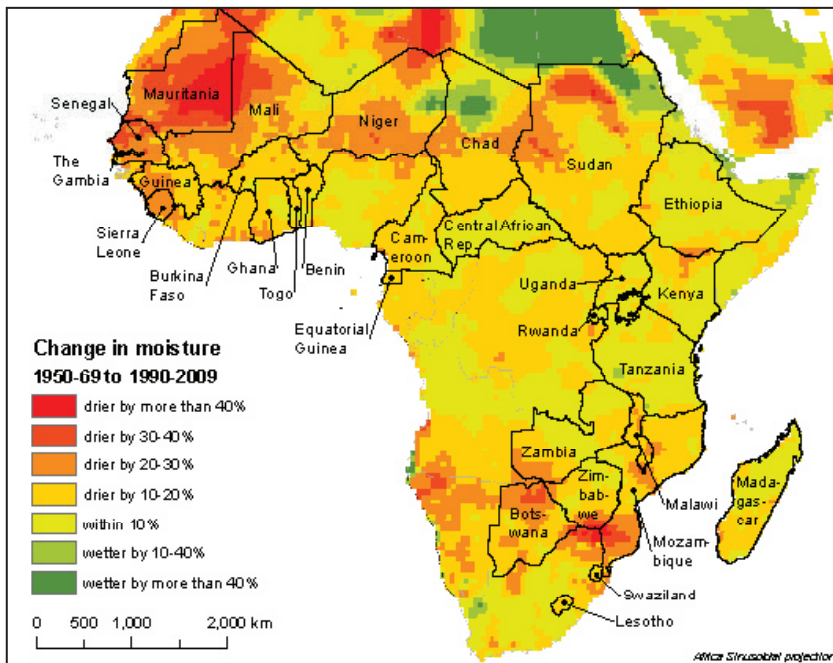 Mauritania
Senegal
Mali
Niger
Chad
Sudan
The
Gambia
Guinea
Ethiopia
Sierra
Leone
Burkina
Faso
Ghana
Togo
Benin
Cam-
eroon
Central African
Rep.
Uganda
Kenya
Equatorial
Guinea
Rwanda
Tanzania
Zambia
Malawi
Zim-
bab-
we
Bots-
wana
Mozam-
bique
Mada-
gas-
car
Swaziland
Lesotho
Change in moisture
1950-69 to 1990-2009
drier by more than 40%
drier by 30-40%
drier by 20-30%
drier by 10-20%
within 10%
wetter by 10-40%
wetter by more than 40%
0 500 1,000 2,000 km
Africa Sinusoidal projection